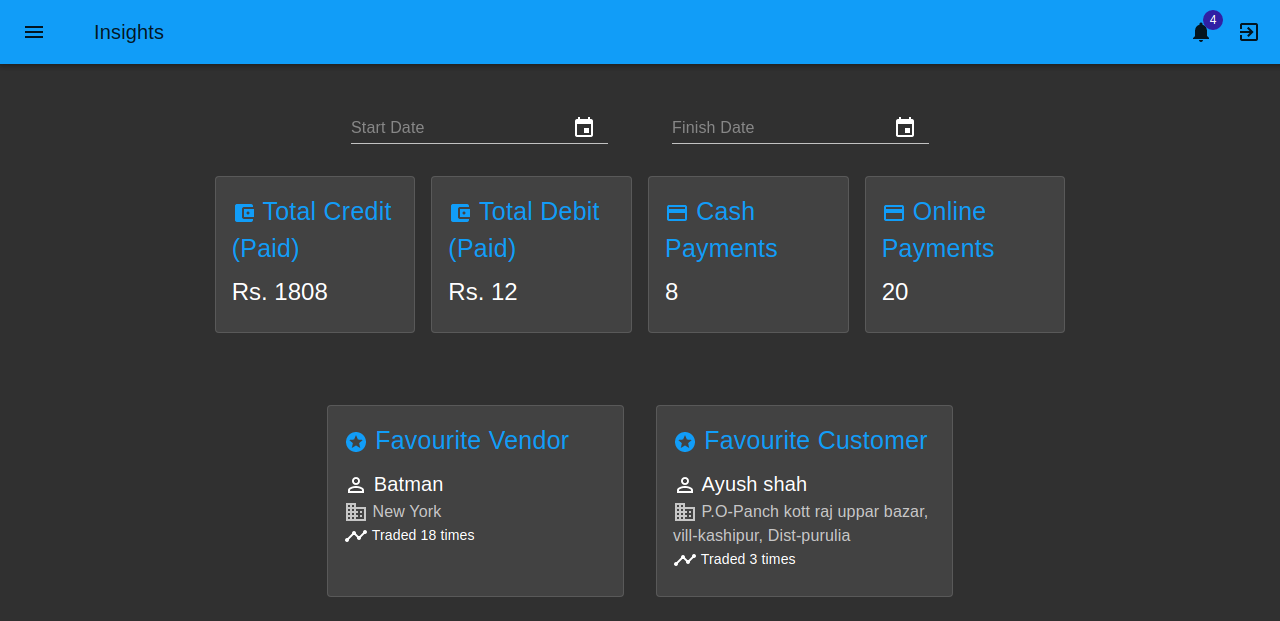 Insights
4
Start Date
Finish Date
Total Credit
(Paid)
Rs. 1808
Total Debit
(Paid)
Rs. 12
Cash
Payments
8
Online
Payments
20
Favourite Vendor
Batman
New York
Traded 18 times
Favourite Customer
Ayush shah
P.O-Panch kott raj uppar bazar,
vill-kashipur, Dist-purulia
Traded 3 times